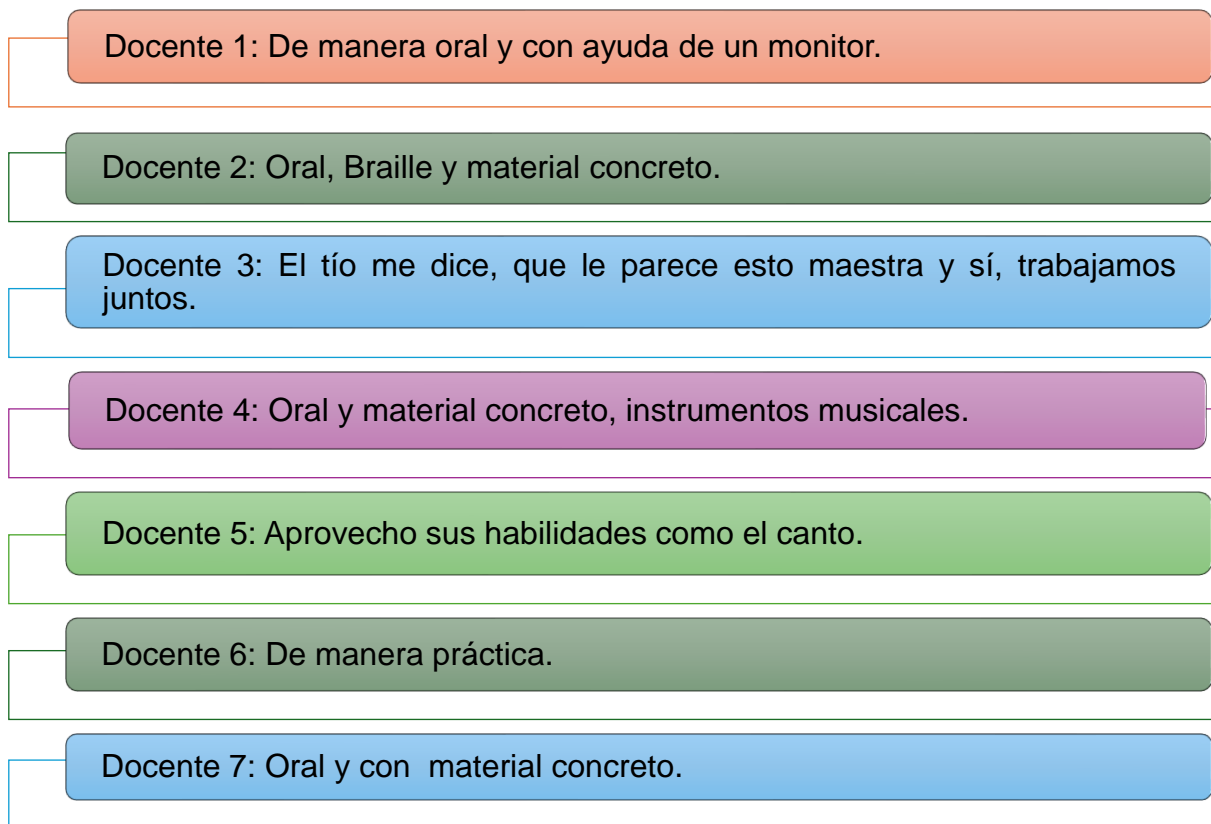 Docente 1: De manera oral y con ayuda de un monitor.
Docente 2: Oral, Braille y material concreto.
Docente 3: El tío me dice, que le parece esto maestra y sí, trabajamos
juntos.
Docente 4: Oral y material concreto, instrumentos musicales.
Docente 5: Aprovecho sus habilidades como el canto.
Docente 6: De manera práctica.
Docente 7: Oral y con  material concreto.